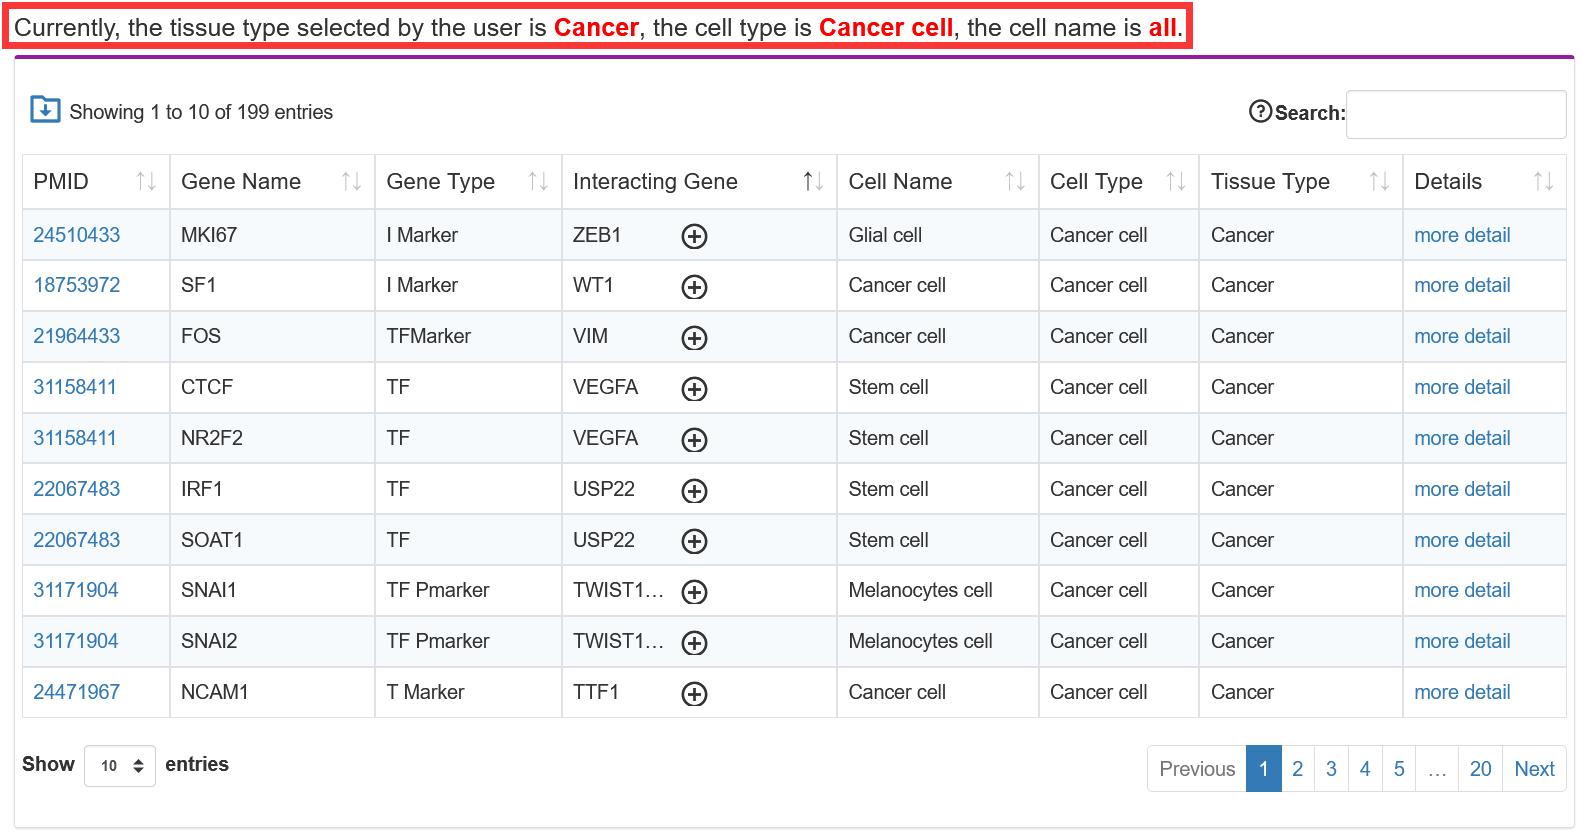 Currently, the tissue type selected by the user is Cancer, the cell type is Cancer cell, the cell name is all.
Showing 1 to 10 of 199 entries Search:
PMID Gene Name Gene Type Interacting Gene Cell Name Cell Type Tissue Type Details
24510433 MKI67 I Marker ZEB1 Glial cell Cancer cell Cancer more detail
18753972 SF1 I Marker WT1 Cancer cell Cancer cell Cancer more detail
21964433 FOS TFMarker VIM Cancer cell Cancer cell Cancer more detail
31158411 CTCF TF VEGFA Stem cell Cancer cell Cancer more detail
31158411 NR2F2 TF VEGFA Stem cell Cancer cell Cancer more detail
22067483 IRF1 TF USP22 Stem cell Cancer cell Cancer more detail
22067483 SOAT1 TF USP22 Stem cell Cancer cell Cancer more detail
31171904 SNAI1 TF Pmarker TWIST1... Melanocytes cell Cancer cell Cancer more detail
31171904 SNAI2 TF Pmarker TWIST1... Melanocytes cell Cancer cell Cancer more detail
24471967 NCAM1 T Marker TTF1 Cancer cell Cancer cell Cancer more detail
Show 10 entries Previous 1 2 3 4 5 ... 20 Next